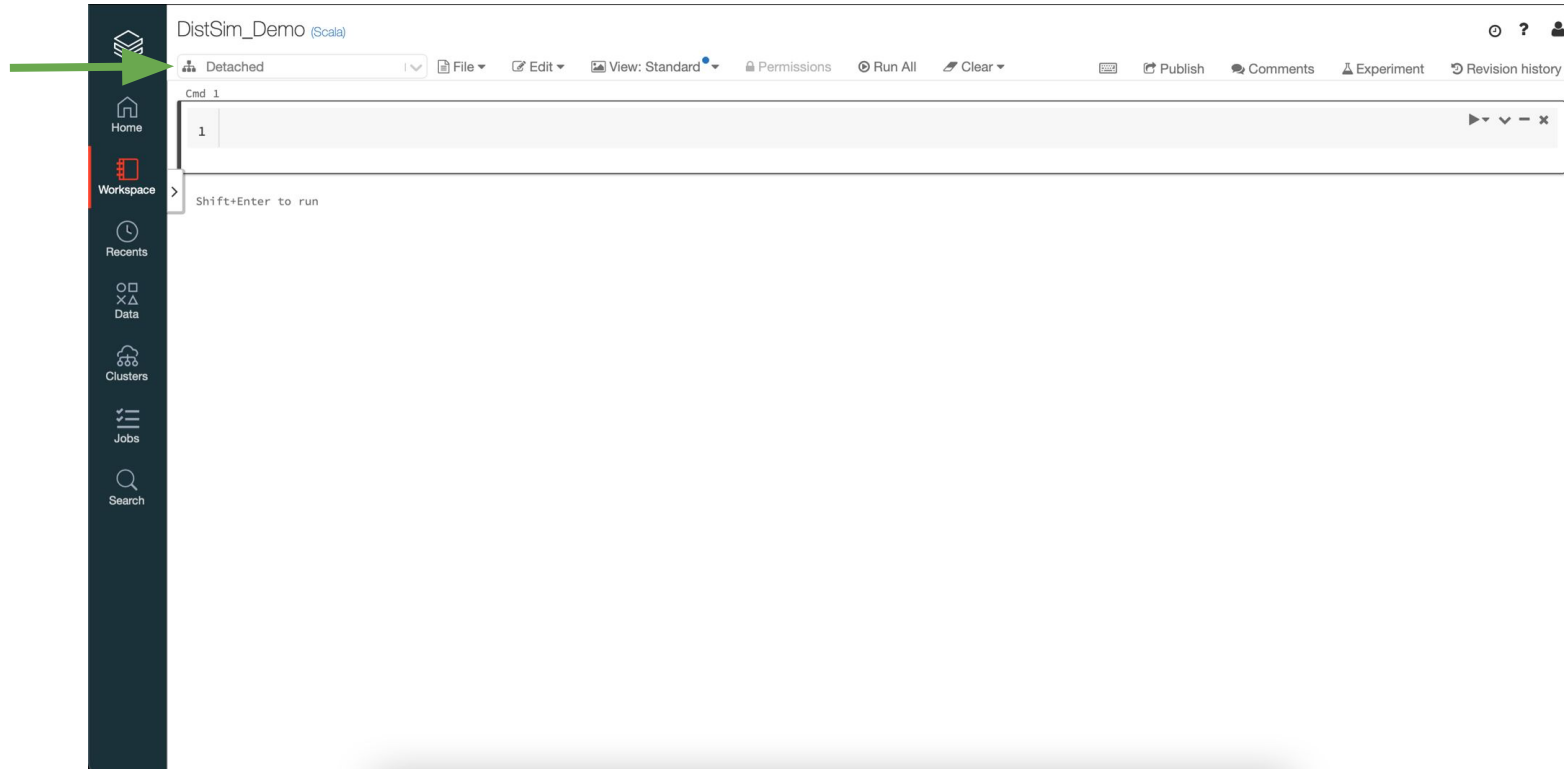 DistSim_Demo (Scala)
?
Detached File Edit View: Standard Permissions Run All Clear Publish Comments Experiment Revision history
Cmd 1
1
Shift+Enter to run
Home
Workspace
Recents
Data
Clusters
Jobs
Search